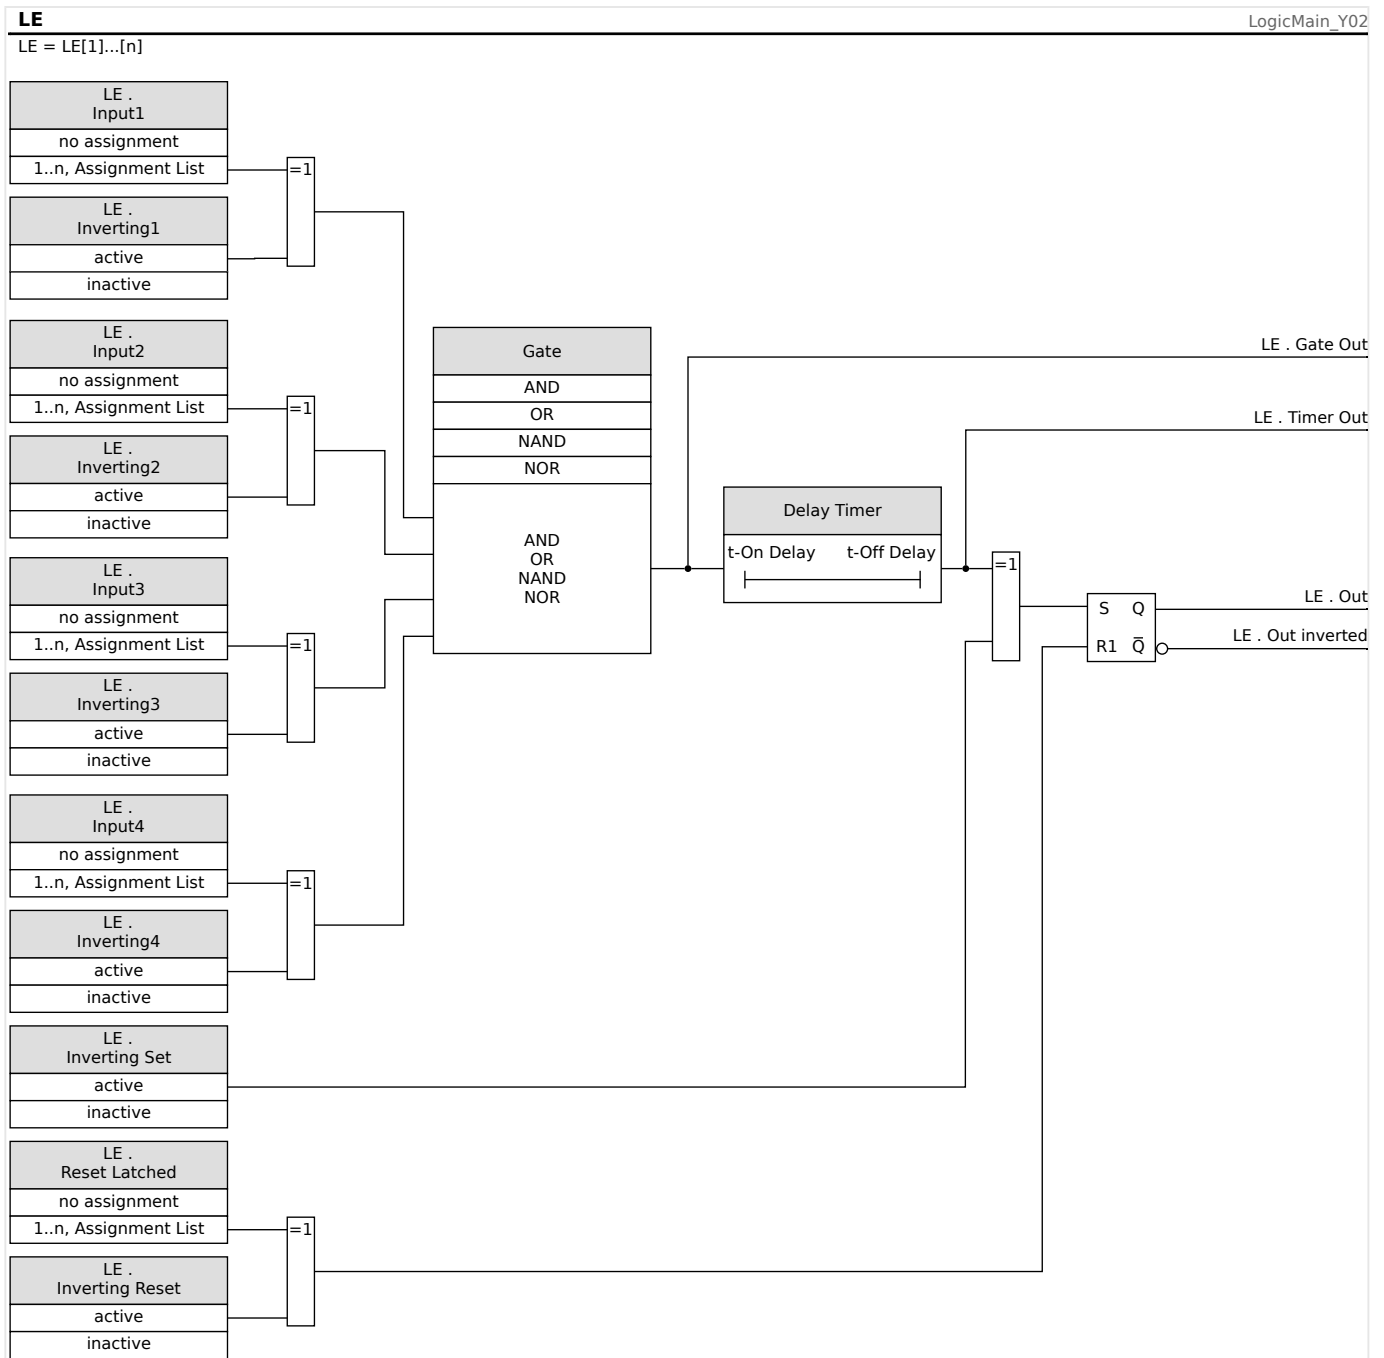 LE
LogicMain_Y02
LE = LE[1]...[n]
LE .
Input1
no assignment
1..n, Assignment List
=1
LE .
Inverting1
active
inactive
LE .
Input2
no assignment
1..n, Assignment List
=1
LE .
Inverting2
active
inactive
LE .
Input3
no assignment
1..n, Assignment List
=1
LE .
Inverting3
active
inactive
LE .
Input4
no assignment
1..n, Assignment List
=1
LE .
Inverting4
active
inactive
LE .
Inverting Set
active
inactive
LE .
Reset Latched
no assignment
1..n, Assignment List
=1
LE .
Inverting Reset
active
inactive
Gate
AND
OR
NAND
NOR
AND
OR
NAND
NOR
Delay Timer
t-On Delay t-Off Delay
=1
S Q
R1 Q̅
LE . Gate Out
LE . Timer Out
LE . Out
LE . Out inverted